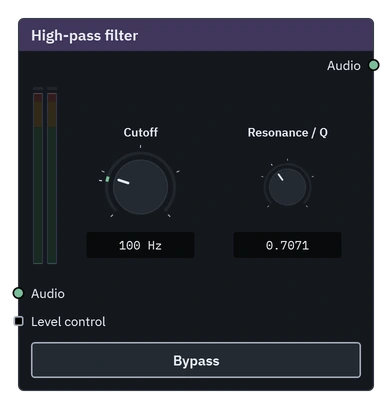 High-pass filter
Audio
Cutoff
Resonance / Q
100 Hz
0.7071
Audio
Level control
Bypass